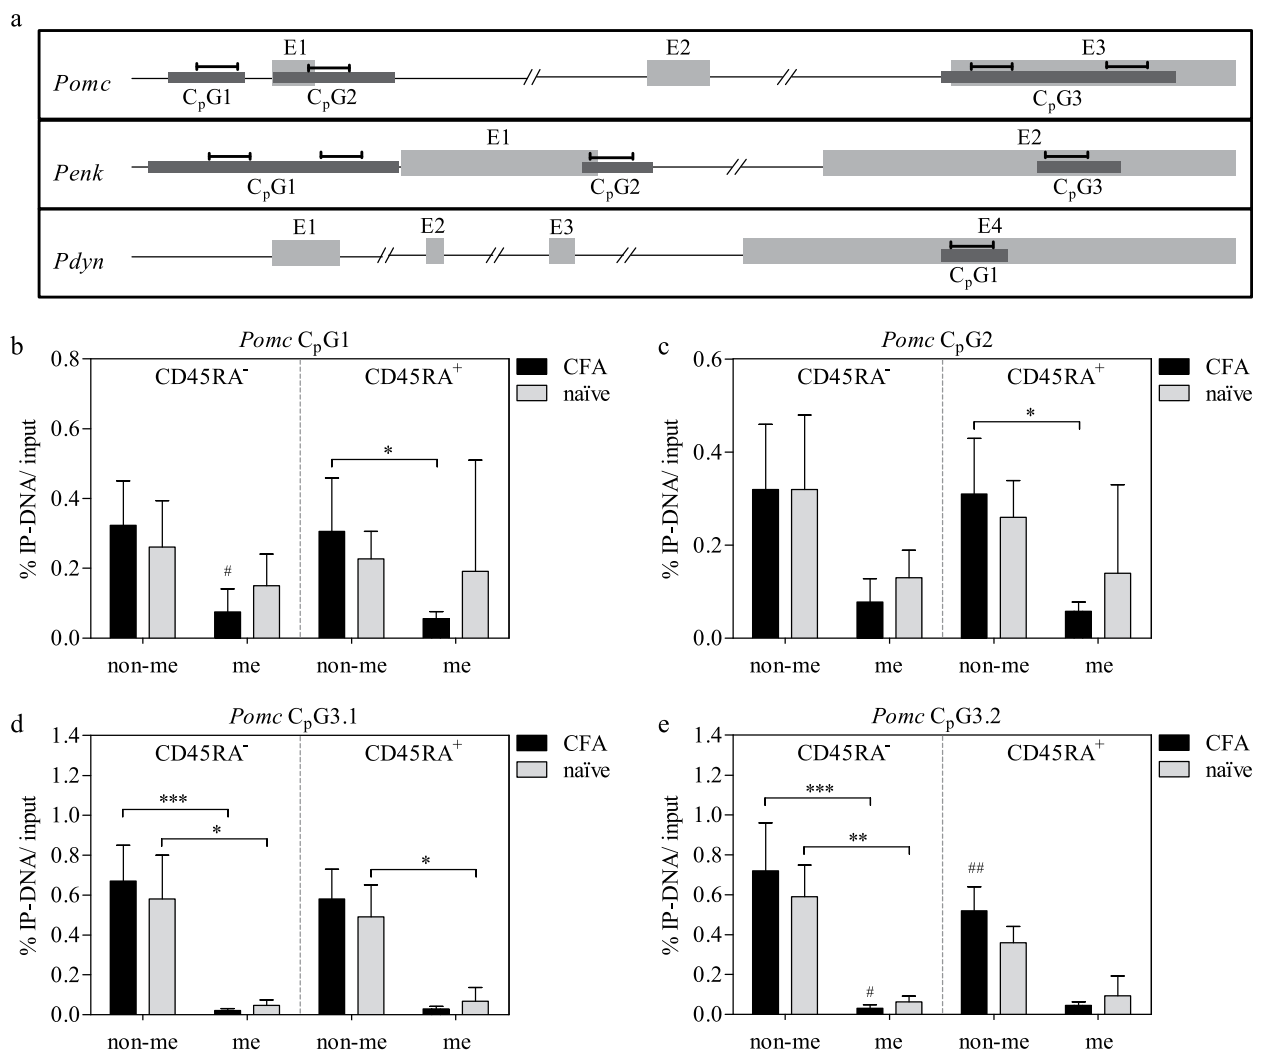 a
E1 E2 E3
Pomc
CpG1 CpG2 CpG3
E1 E2
Penk
CpG1 CpG2 CpG3
E1 E2 E3 E4
Pdyn
CpG1
b
Pomc CpG1
0.8
0.6
0.4
0.2
0.0
% IP-DNA/ input
CD45RA- CD45RA+
*
#
non-me me non-me me
CFA
naïve
c
Pomc CpG2
0.6
0.4
0.2
0.0
% IP-DNA/ input
CD45RA- CD45RA+
*
non-me me non-me me
CFA
naïve
d
Pomc CpG3.1
1.4
1.2
1.0
0.8
0.6
0.4
0.2
0.0
% IP-DNA/ input
CD45RA- CD45RA+
***
*
*
non-me me non-me me
CFA
naïve
e
Pomc CpG3.2
1.4
1.2
1.0
0.8
0.6
0.4
0.2
0.0
% IP-DNA/ input
CD45RA- CD45RA+
***
**
##
#
non-me me non-me me
CFA
naïve